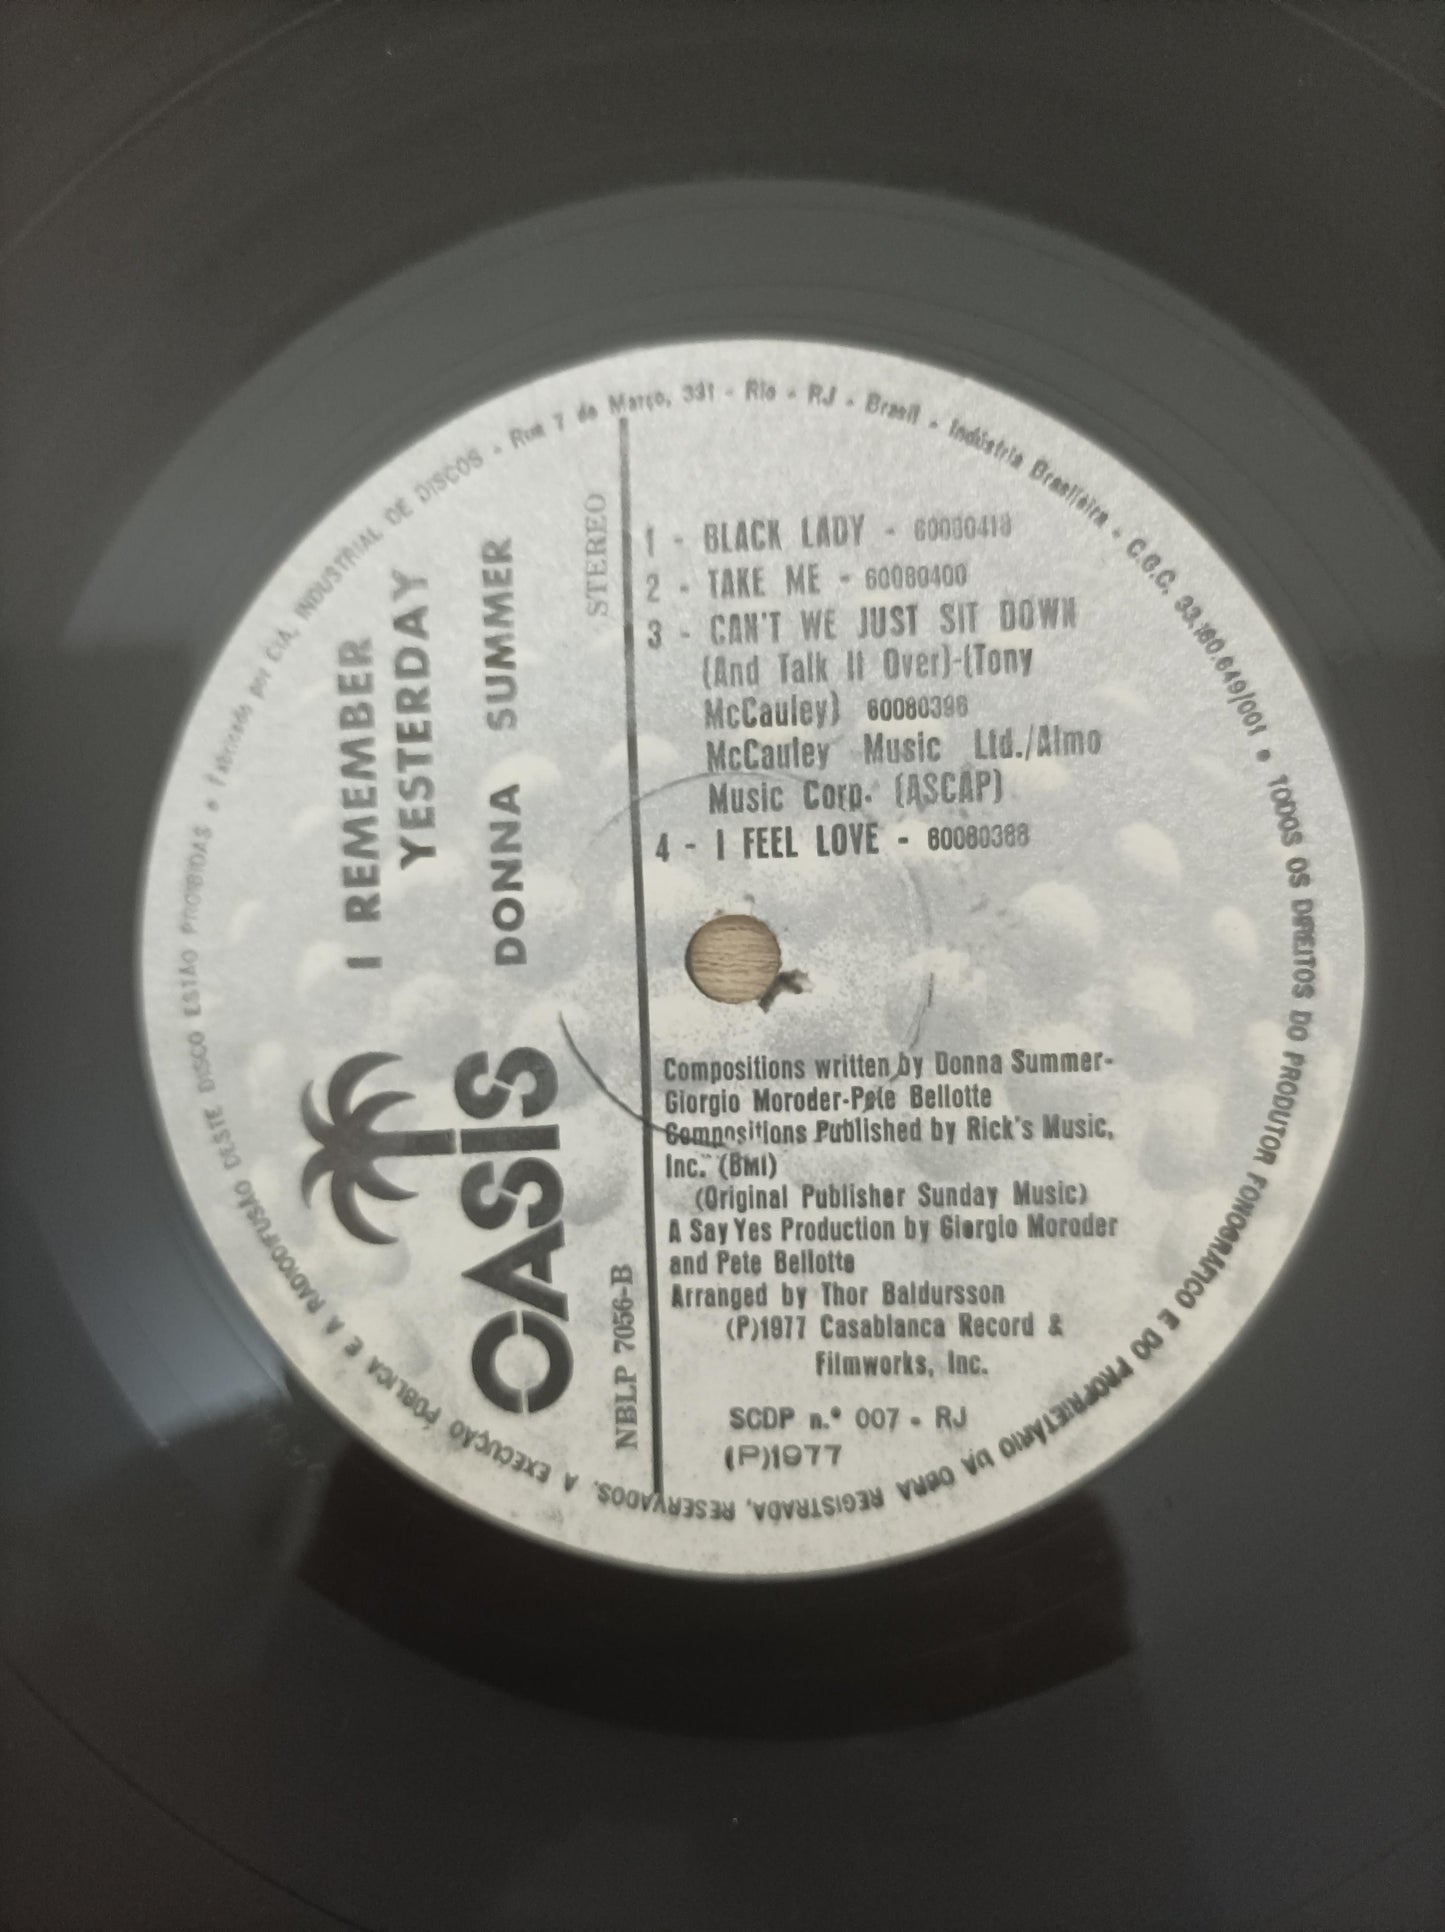 I REMEMBER
YESTERDAY
DONNA SUMMER
OASIS
STEREO
NBLP 7056-B
1 - BLACK LADY - 60080418
2 - TAKE ME - 60080400
3 - CAN'T WE JUST SIT DOWN
(And Talk It Over)-(Tony
McCauley) 60080396
McCauley Music Ltd./Almo
Music Corp. (ASCAP)
4 - I FEEL LOVE - 60080388
Compositions written by Donna Summer-
Giorgio Moroder-Pete Bellotte
Compositions Published by Rick's Music,
Inc. (BMI)
(Original Publisher Sunday Music)
A Say Yes Production by Giorgio Moroder
and Pete Bellotte
Arranged by Thor Baldursson
(P)1977 Casablanca Record &
Filmworks, Inc.
SCDP n.º 007 - RJ
(P)1977
Fabricado por CIA. INDUSTRIAL DE DISCOS - Rua 7 de Março, 331 - Rio - RJ - Brasil - Indústria Brasileira - C.G.C. 33.160.649/001 • TODOS OS DIREITOS DO PRODUTOR FONOGRÁFICO E DO PROPRIETÁRIO DA OBRA REGISTRADA, RESERVADOS. A EXECUÇÃO PÚBLICA E A RADIODIFUSÃO DESTE DISCO ESTÃO PROIBIDAS •